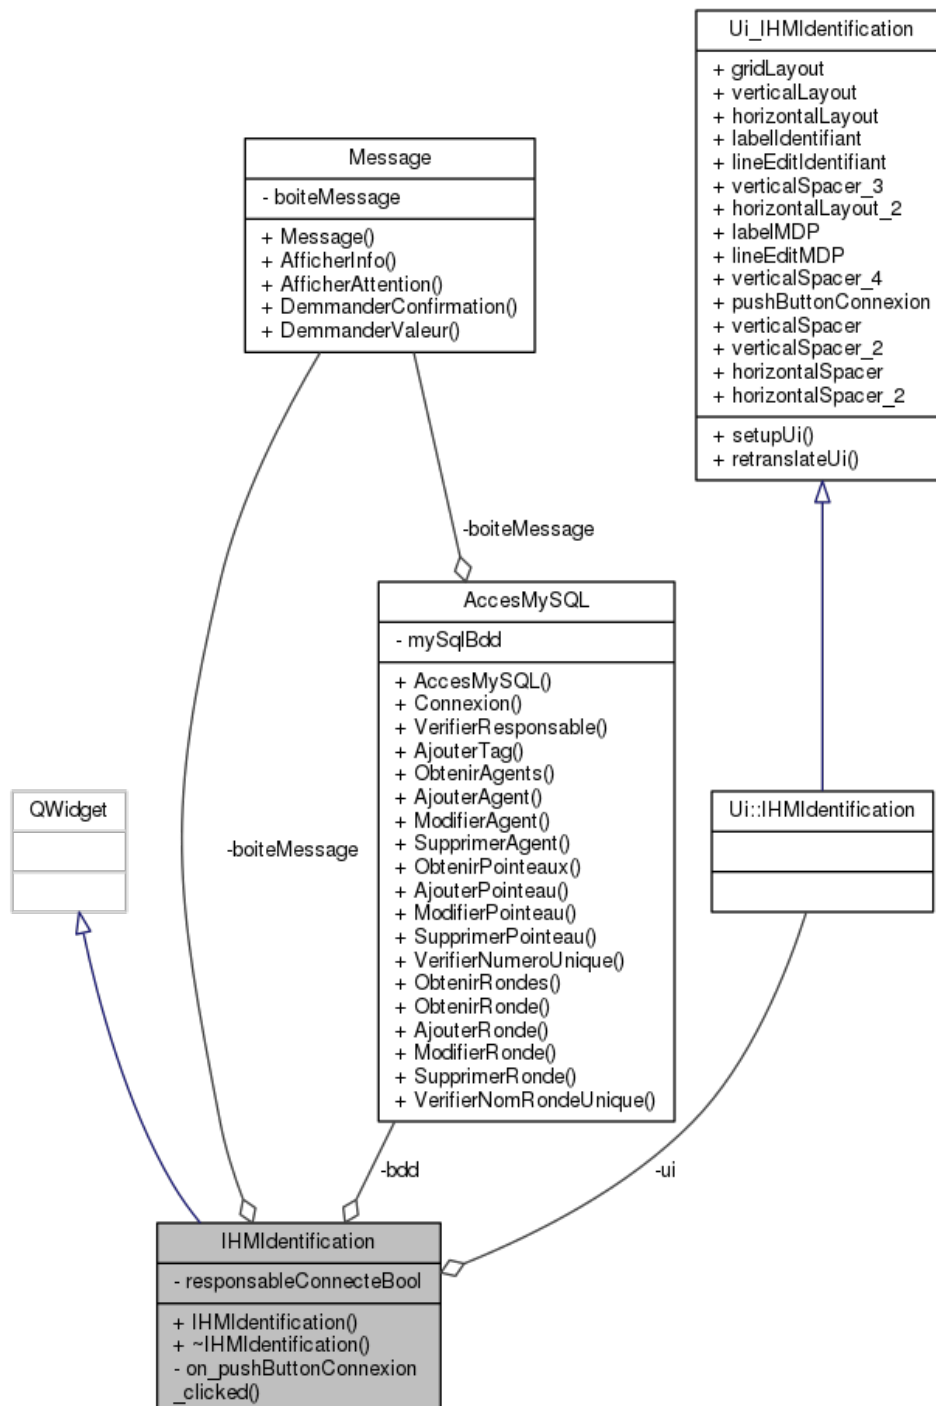 Ui_IHMIdentification
+ gridLayout
+ verticalLayout
+ horizontalLayout
+ labelIdentifiant
+ lineEditIdentifiant
+ verticalSpacer_3
+ horizontalLayout_2
+ labelMDP
+ lineEditMDP
+ verticalSpacer_4
+ pushButtonConnexion
+ verticalSpacer
+ verticalSpacer_2
+ horizontalSpacer
+ horizontalSpacer_2
+ setupUi()
+ retranslateUi()
Message
- boiteMessage
+ Message()
+ AfficherInfo()
+ AfficherAttention()
+ DemmanderConfirmation()
+ DemmanderValeur()
-boiteMessage
AccesMySQL
- mySqlBdd
+ AccesMySQL()
+ Connexion()
+ VerifierResponsable()
+ AjouterTag()
+ ObtenirAgents()
+ AjouterAgent()
+ ModifierAgent()
+ SupprimerAgent()
+ ObtenirPointeaux()
+ AjouterPointeau()
+ ModifierPointeau()
+ SupprimerPointeau()
+ VerifierNumeroUnique()
+ ObtenirRondes()
+ ObtenirRonde()
+ AjouterRonde()
+ ModifierRonde()
+ SupprimerRonde()
+ VerifierNomRondeUnique()
QWidget
-boiteMessage
Ui::IHMIdentification
-bdd
-ui
IHMIdentification
- responsableConnecteBool
+ IHMIdentification()
+ ~IHMIdentification()
- on_pushButtonConnexion
_clicked()